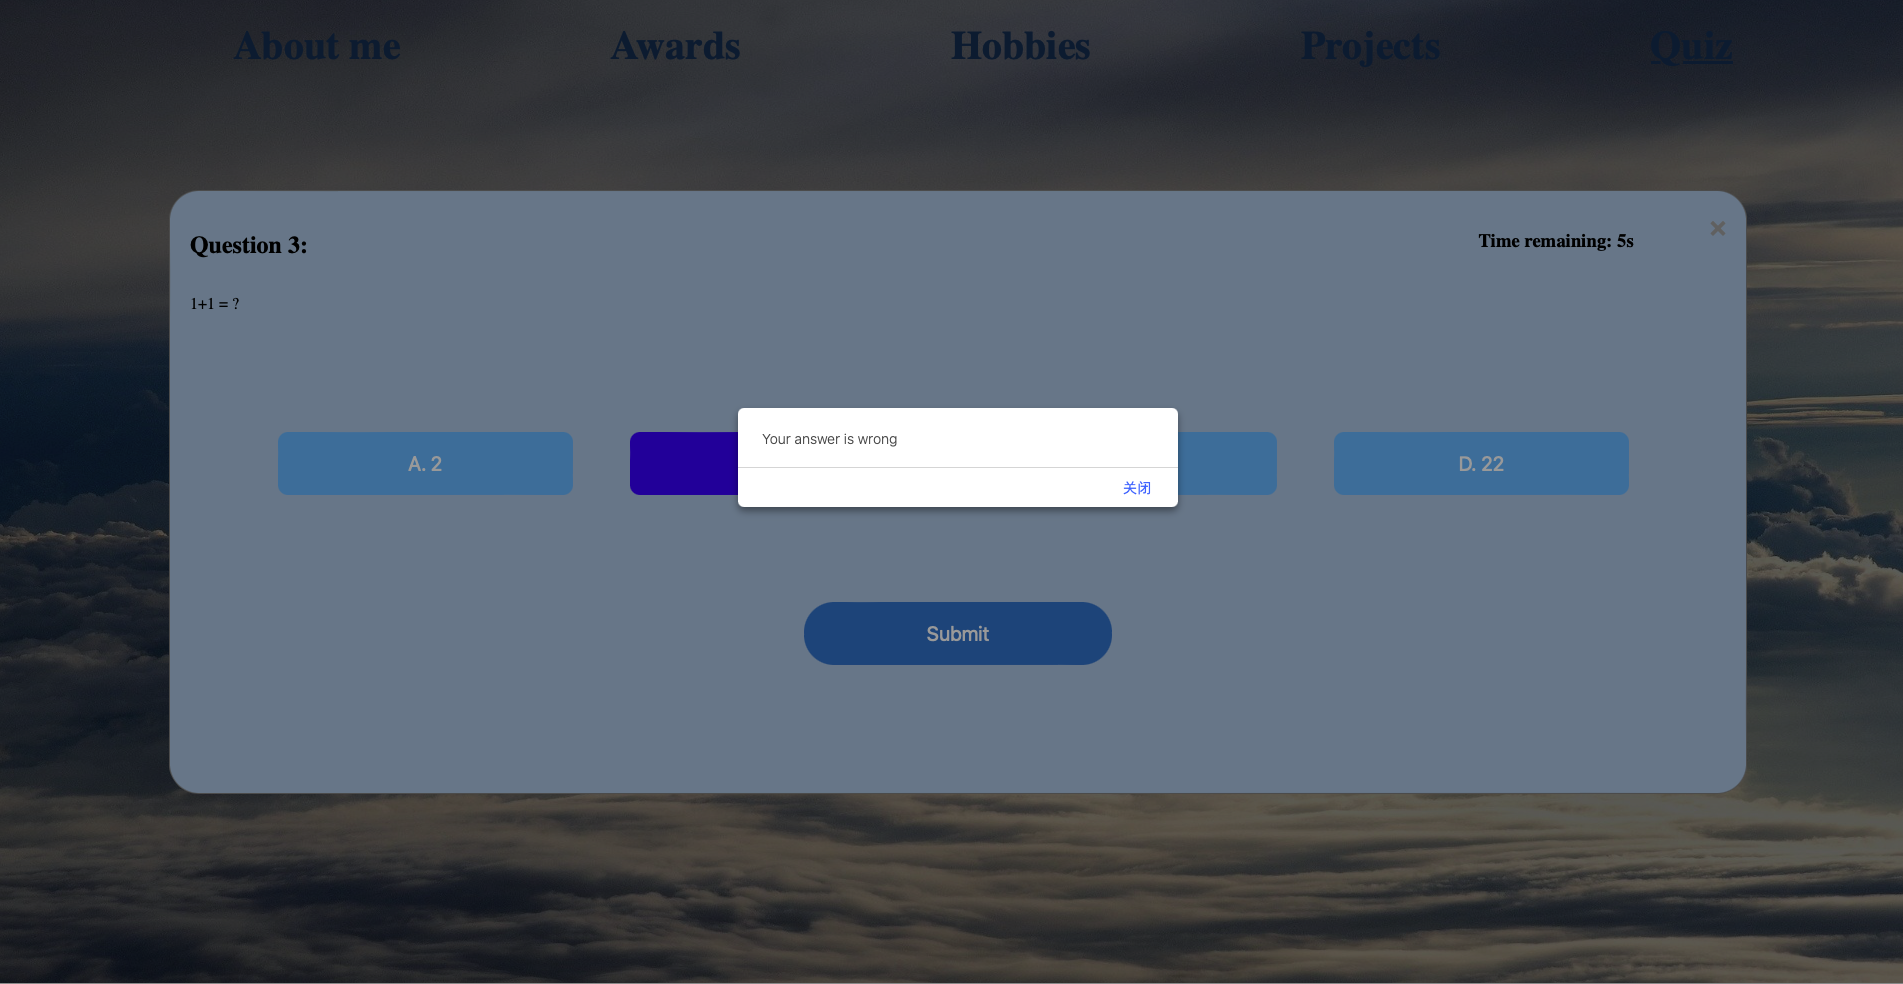 About me Awards Hobbies Projects Quiz
Question 3:
Time remaining: 5s ×
1+1 = ?
Your answer is wrong
A. 2
D. 22
关闭
Submit